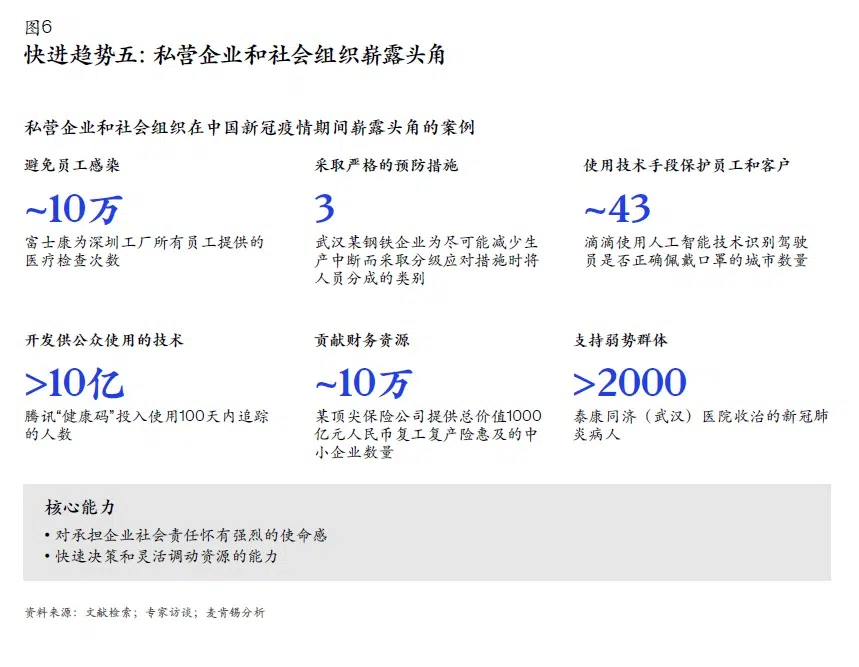 图6
快进趋势五：私营企业和社会组织崭露头角
私营企业和社会组织在中国新冠疫情期间崭露头角的案例
避免员工感染
~10万
富士康为深圳工厂所有员工提供的
医疗检查次数
采取严格的预防措施
3
武汉某钢铁企业为尽可能减少生
产中断而采取分级应对措施时将
人员分成的类别
使用技术手段保护员工和客户
~43
滴滴使用人工智能技术识别驾驶
员是否正确佩戴口罩的城市数量
开发供公众使用的技术
>10亿
腾讯“健康码”投入使用100天内追踪
的人数
贡献财务资源
~10万
某顶尖保险公司提供总价值1000
亿元人民币复工复产险惠及的中
小企业数量
支持弱势群体
>2000
泰康同济（武汉）医院收治的新冠肺
炎病人
核心能力
• 对承担企业社会责任怀有强烈的使命感
• 快速决策和灵活调动资源的能力
资料来源：文献检索；专家访谈；麦肯锡分析